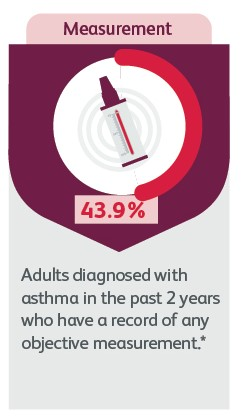 Measurement
43.9%
Adults diagnosed with
asthma in the past 2 years
who have a record of any
objective measurement.*